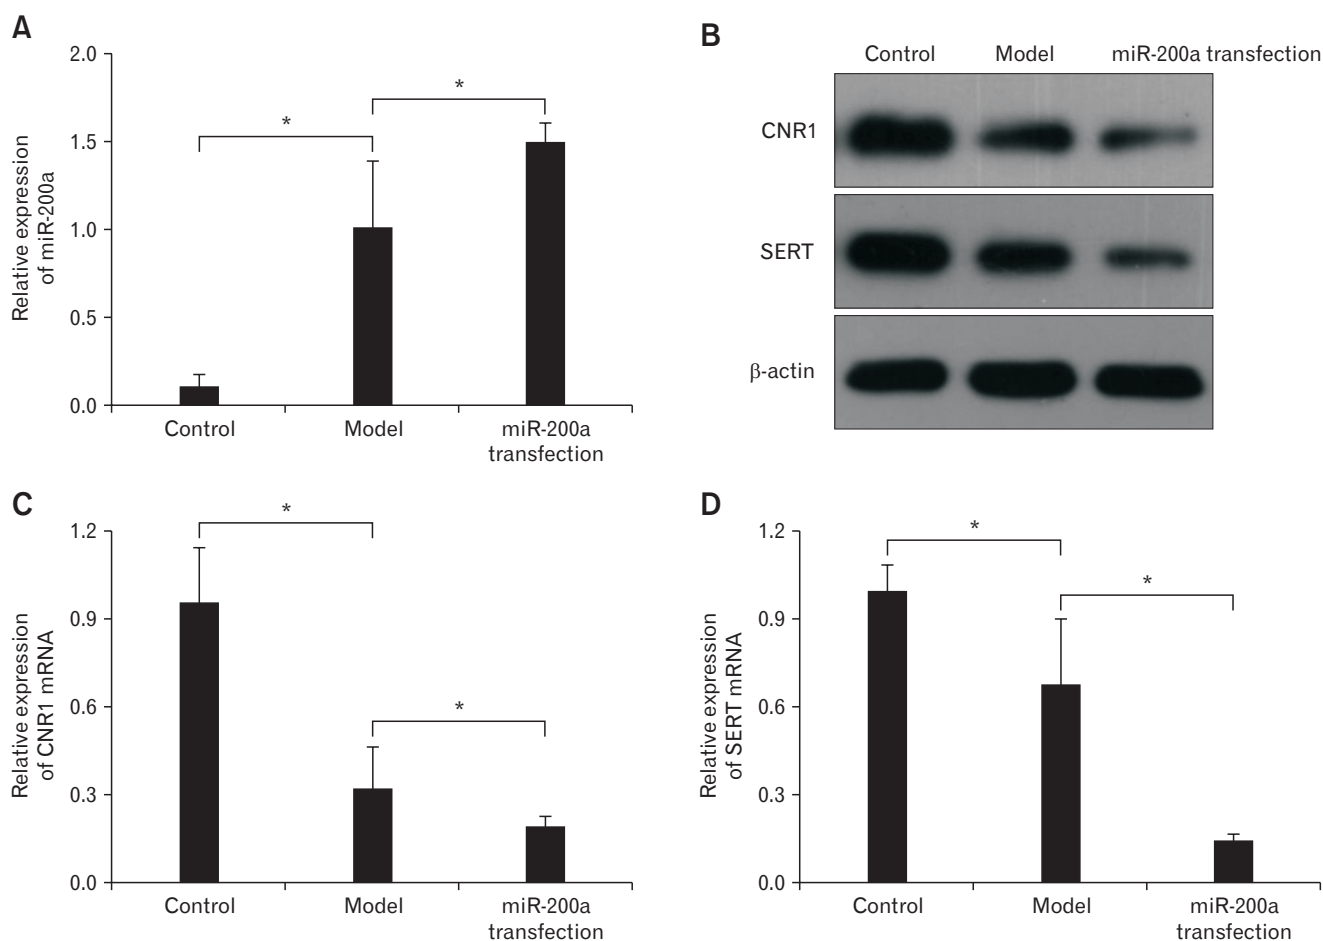 A
2.0
1.5
1.0
0.5
0.0
Relative expression
of miR-200a
*
*
Control
Model
miR-200a
transfection
B
Control
Model
miR-200a transfection
CNR1
SERT
β-actin
C
1.2
0.9
0.6
0.3
0.0
Relative expression
of CNR1 mRNA
*
*
Control
Model
miR-200a
transfection
D
1.2
0.9
0.6
0.3
0.0
Relative expression
of SERT mRNA
*
*
Control
Model
miR-200a
transfection